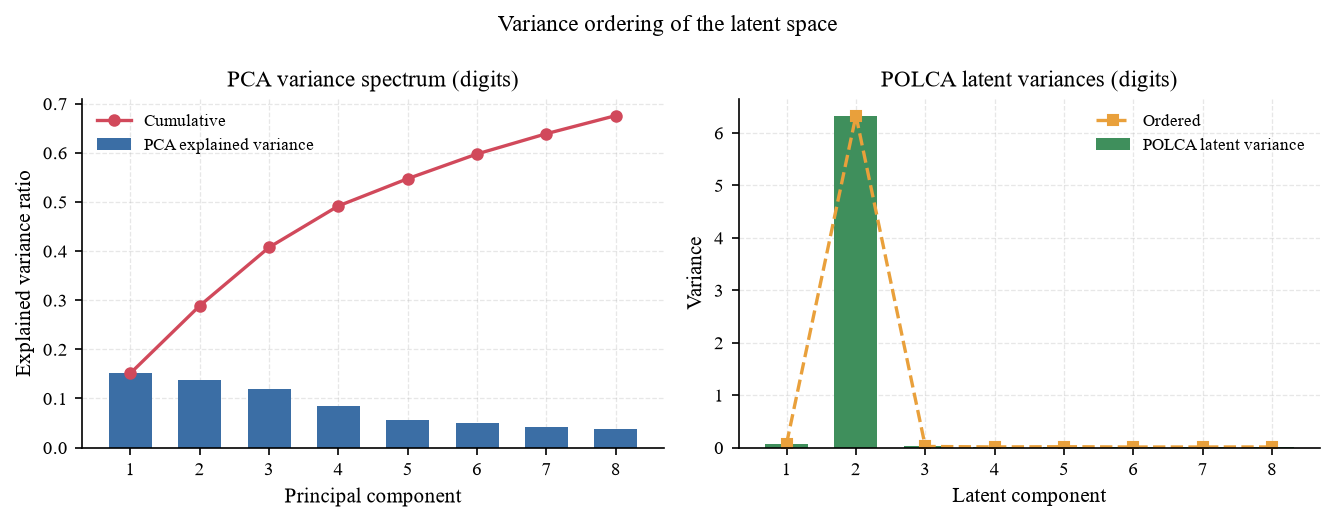 Variance ordering of the latent space
PCA variance spectrum (digits)
Cumulative
PCA explained variance
Explained variance ratio
0.7
0.6
0.5
0.4
0.3
0.2
0.1
0.0
1 2 3 4 5 6 7 8
Principal component
POLCA latent variances (digits)
Ordered
POLCA latent variance
Variance
6
5
4
3
2
1
0
1 2 3 4 5 6 7 8
Latent component